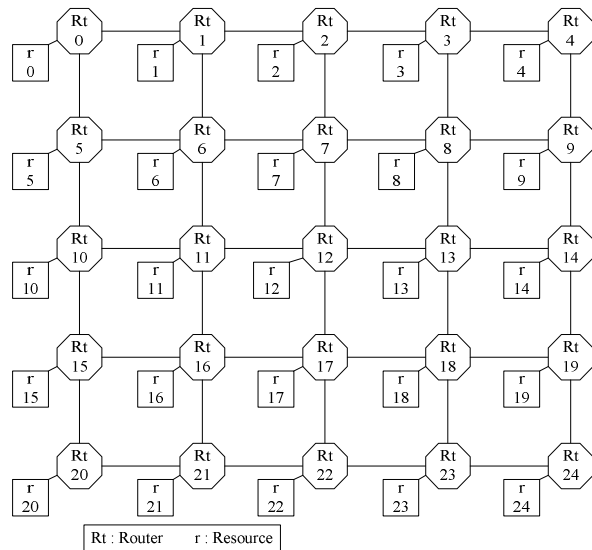 Rt Rt Rt Rt Rt
r 0 r 1 r 2 r 3 r 4
0 1 2 3 4
Rt Rt Rt Rt Rt
r 5 r 6 r 7 r 8 r 9
5 6 7 8 9
Rt Rt Rt Rt Rt
r 10 r 11 r 12 r 13 r 14
10 11 12 13 14
Rt Rt Rt Rt Rt
r 15 r 16 r 17 r 18 r 19
15 16 17 18 19
Rt Rt Rt Rt Rt
r 20 r 21 r 22 r 23 r 24
20 21 22 23 24
Rt : Router r : Resource